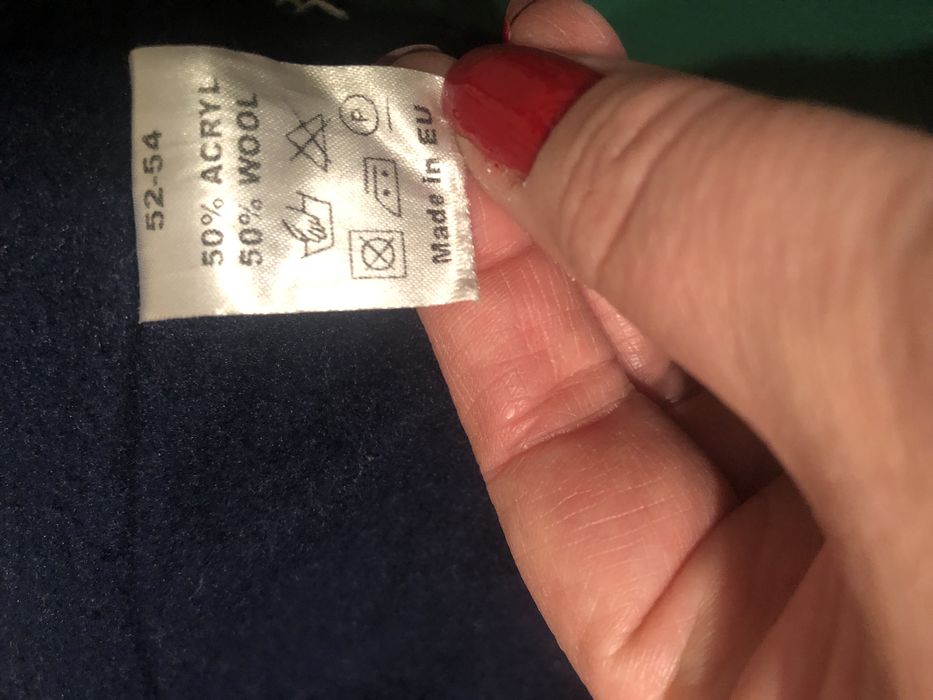 52-54
50% ACRYL
50% WOOL
P
Made in EU